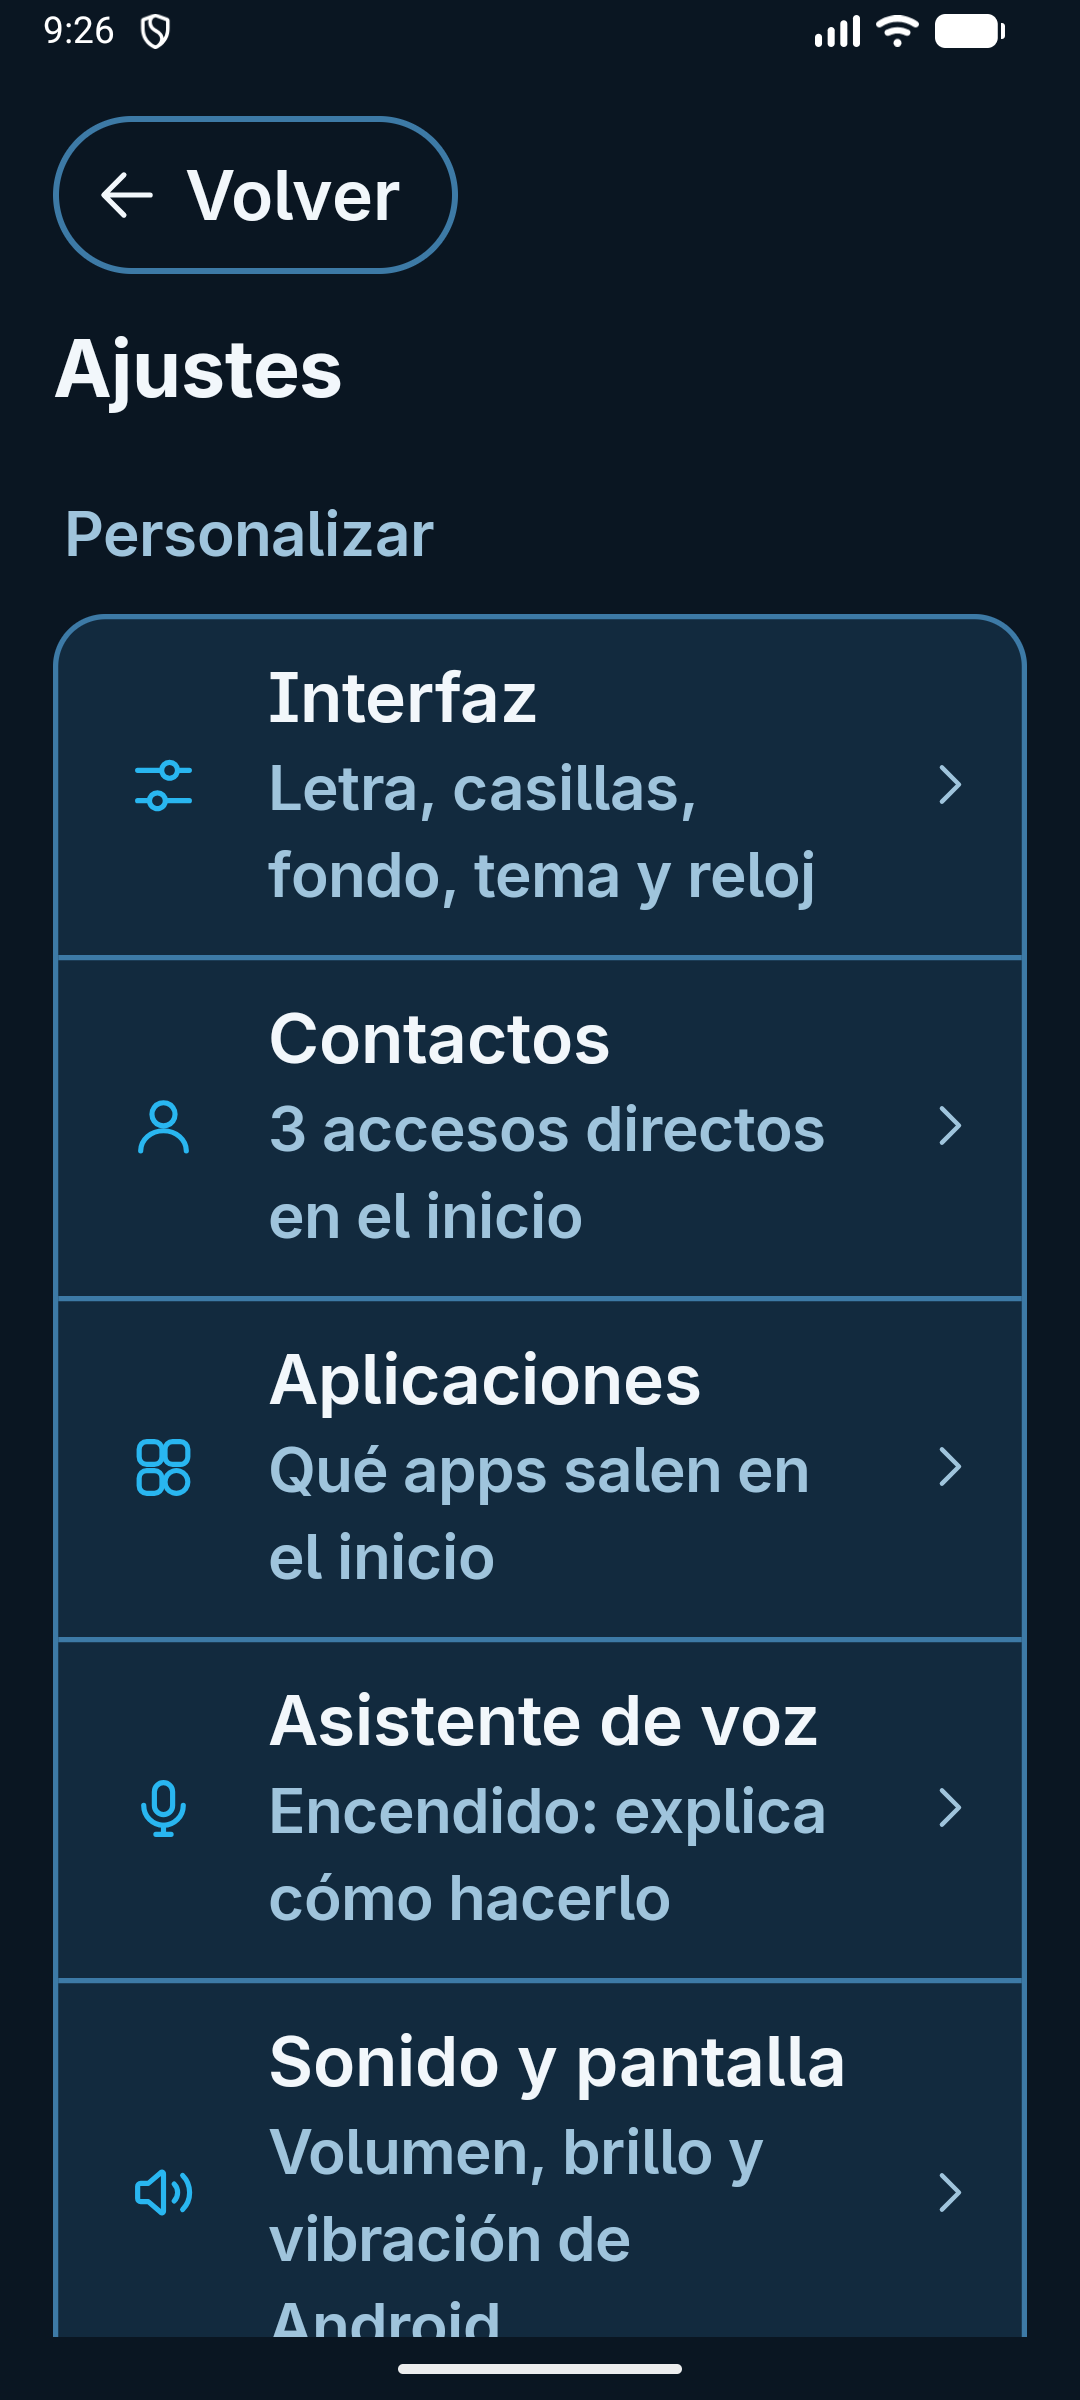 9:26
Volver
Ajustes
Personalizar
Interfaz
Letra, casillas,
fondo, tema y reloj
Contactos
3 accesos directos
en el inicio
Aplicaciones
Qué apps salen en
el inicio
Asistente de voz
Encendido: explica
cómo hacerlo
Sonido y pantalla
Volumen, brillo y
vibración de
Android